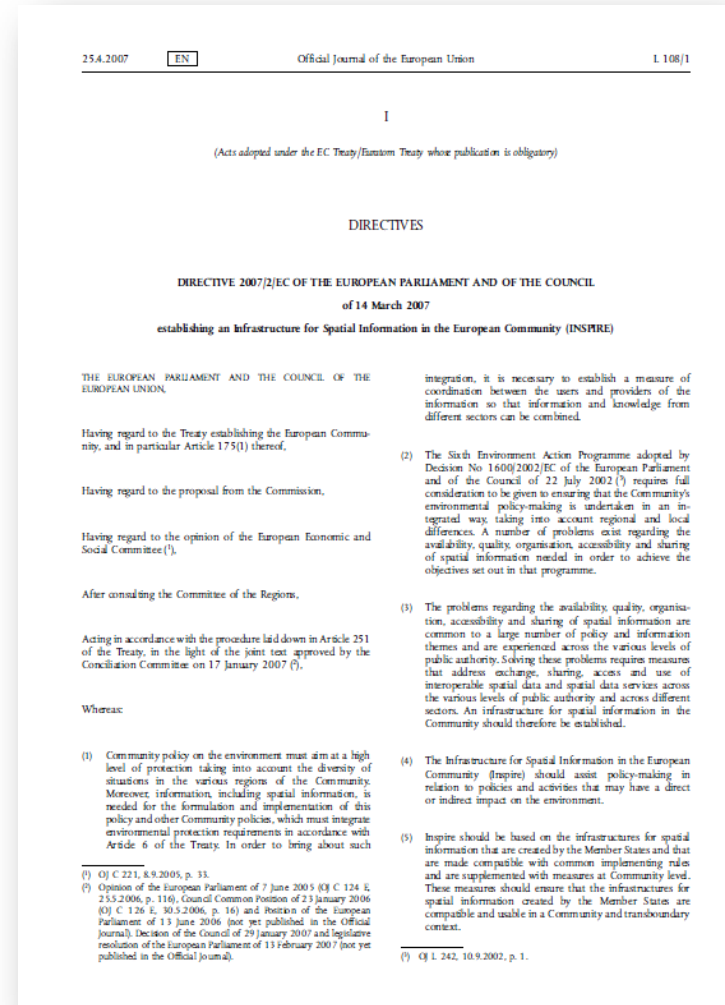 25.4.2007 EN Official Journal of the European Union L 108/1
I
(Acts adopted under the EC Treaty/Euratom Treaty whose publication is obligatory)
DIRECTIVES
DIRECTIVE 2007/2/EC OF THE EUROPEAN PARLIAMENT AND OF THE COUNCIL
of 14 March 2007
establishing an Infrastructure for Spatial Information in the European Community (INSPIRE)
THE EUROPEAN PARLIAMENT AND THE COUNCIL OF THE
EUROPEAN UNION,
Having regard to the Treaty establishing the European Commu-
nity, and in particular Article 175(1) thereof,
Having regard to the proposal from the Commission,
Having regard to the opinion of the European Economic and
Social Committee (1),
After consulting the Committee of the Regions,
Acting in accordance with the procedure laid down in Article 251
of the Treaty, in the light of the joint text approved by the
Conciliation Committee on 17 January 2007 (2),
Whereas:
(1) Community policy on the environment must aim at a high
level of protection taking into account the diversity of
situations in the various regions of the Community.
Moreover, information, including spatial information, is
needed for the formulation and implementation of this
policy and other Community policies, which must integrate
environmental protection requirements in accordance with
Article 6 of the Treaty. In order to bring about such
(1) OJ C 221, 8.9.2005, p. 33.
(2) Opinion of the European Parliament of 7 June 2005 (OJ C 124 E,
25.5.2006, p. 116), Council Common Position of 23 January 2006
(OJ C 126 E, 30.5.2006, p. 16) and Position of the European
Parliament of 13 June 2006 (not yet published in the Official
Journal). Decision of the Council of 29 January 2007 and legislative
resolution of the European Parliament of 13 February 2007 (not yet
published in the Official Journal).
integration, it is necessary to establish a measure of
coordination between the users and providers of the
information so that information and knowledge from
different sectors can be combined.
(2) The Sixth Environment Action Programme adopted by
Decision No 1600/2002/EC of the European Parliament
and of the Council of 22 July 2002 (3) requires full
consideration to be given to ensuring that the Community's
environmental policy-making is undertaken in an in-
tegrated way, taking into account regional and local
differences. A number of problems exist regarding the
availability, quality, organisation, accessibility and sharing
of spatial information needed in order to achieve the
objectives set out in that programme.
(3) The problems regarding the availability, quality, organisa-
tion, accessibility and sharing of spatial information are
common to a large number of policy and information
themes and are experienced across the various levels of
public authority. Solving these problems requires measures
that address exchange, sharing, access and use of
interoperable spatial data and spatial data services across
the various levels of public authority and across different
sectors. An infrastructure for spatial information in the
Community should therefore be established.
(4) The Infrastructure for Spatial Information in the European
Community (Inspire) should assist policy-making in
relation to policies and activities that may have a direct
or indirect impact on the environment.
(5) Inspire should be based on the infrastructures for spatial
information that are created by the Member States and that
are made compatible with common implementing rules
and are supplemented with measures at Community level.
These measures should ensure that the infrastructures for
spatial information created by the Member States are
compatible and usable in a Community and transboundary
context.
(3) OJ L 242, 10.9.2002, p. 1.